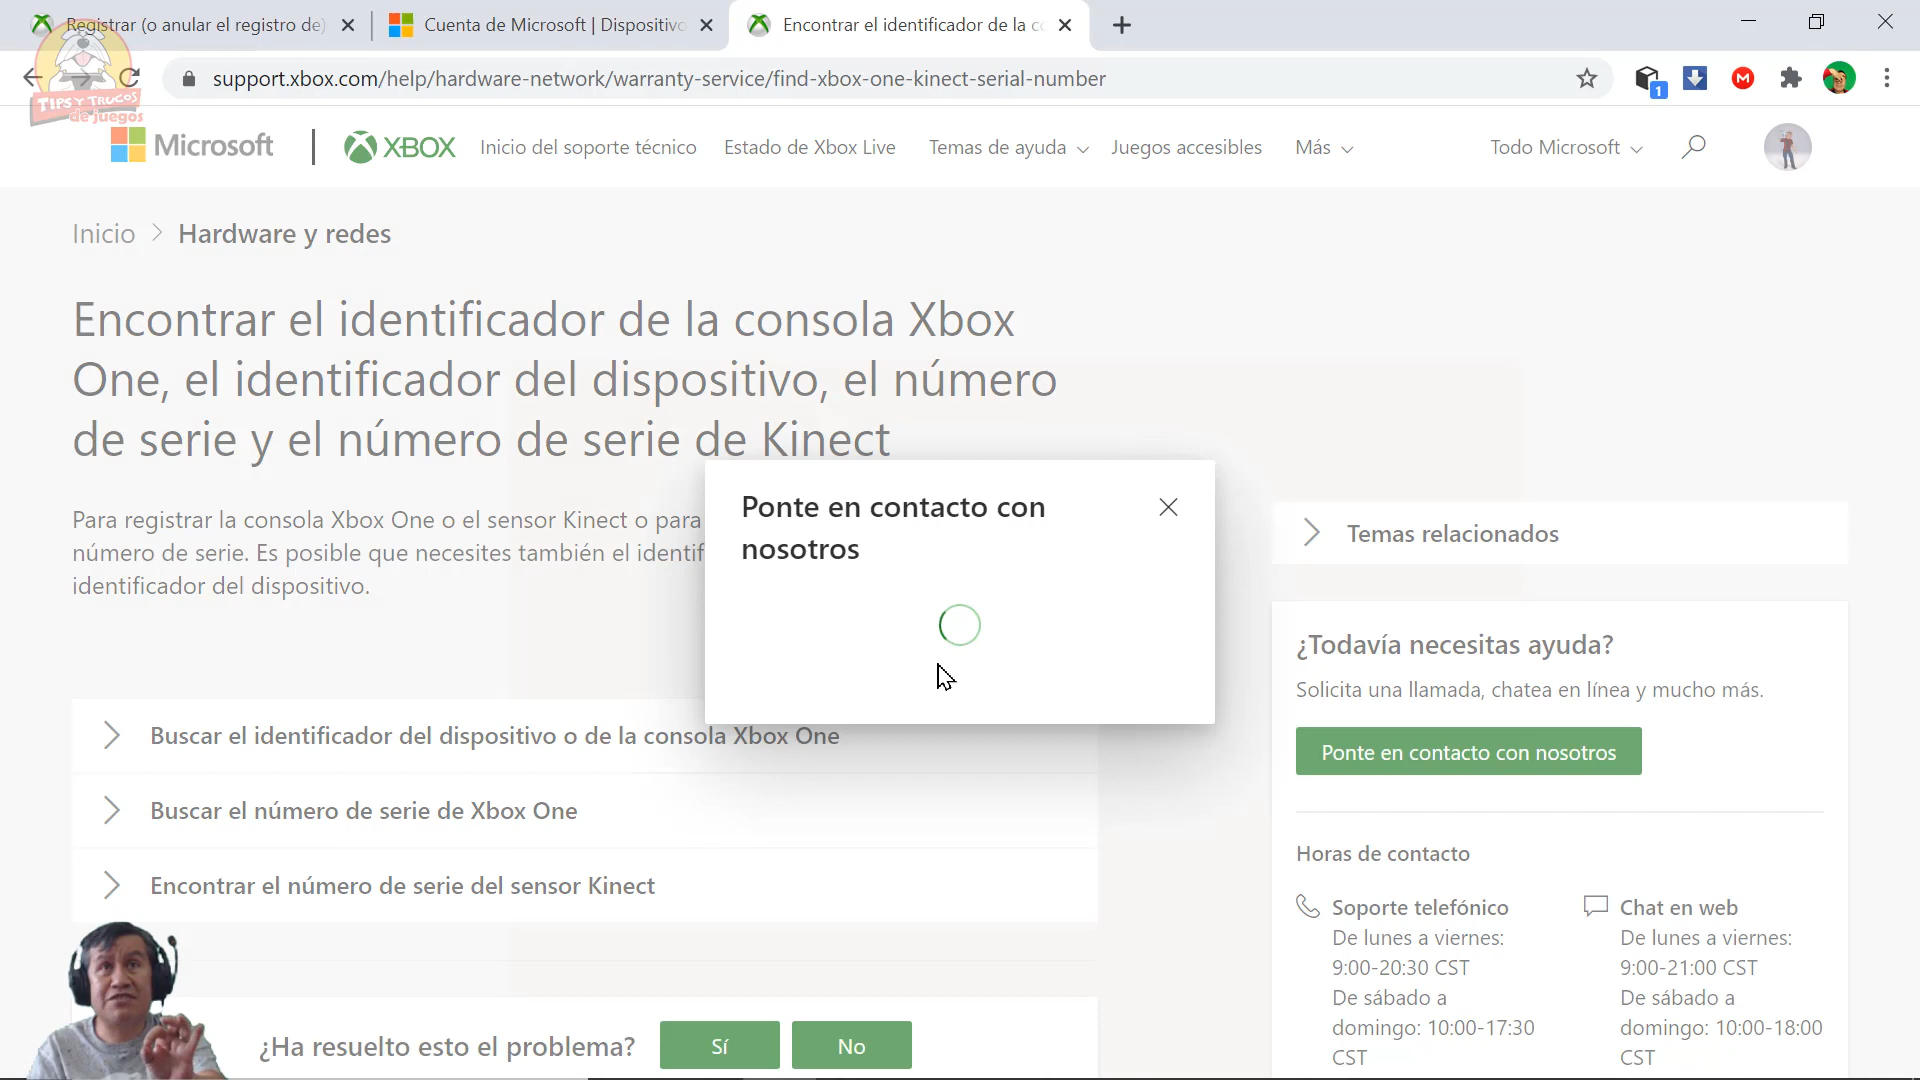 Registrar (o anular el registro de)
Cuenta de Microsoft | Dispositivo
Encontrar el identificador de la co
TIPS Y TRUCOS
de juegos
support.xbox.com/help/hardware-network/warranty-service/find-xbox-one-kinect-serial-number
1
M
Microsoft
XBOX
Inicio del soporte técnico
Estado de Xbox Live
Temas de ayuda
Juegos accesibles
Más
Todo Microsoft
Inicio > Hardware y redes
Encontrar el identificador de la consola Xbox
One, el identificador del dispositivo, el número
de serie y el número de serie de Kinect
Para registrar la consola Xbox One o el sensor Kinect o para
número de serie. Es posible que necesites también el identif
identificador del dispositivo.
Ponte en contacto con
nosotros
Buscar el identificador del dispositivo o de la consola Xbox One
Buscar el número de serie de Xbox One
Encontrar el número de serie del sensor Kinect
¿Ha resuelto esto el problema?
Sí
No
Temas relacionados
¿Todavía necesitas ayuda?
Solicita una llamada, chatea en línea y mucho más.
Ponte en contacto con nosotros
Horas de contacto
Soporte telefónico
De lunes a viernes:
9:00-20:30 CST
De sábado a
domingo: 10:00-17:30
CST
Chat en web
De lunes a viernes:
9:00-21:00 CST
De sábado a
domingo: 10:00-18:00
CST